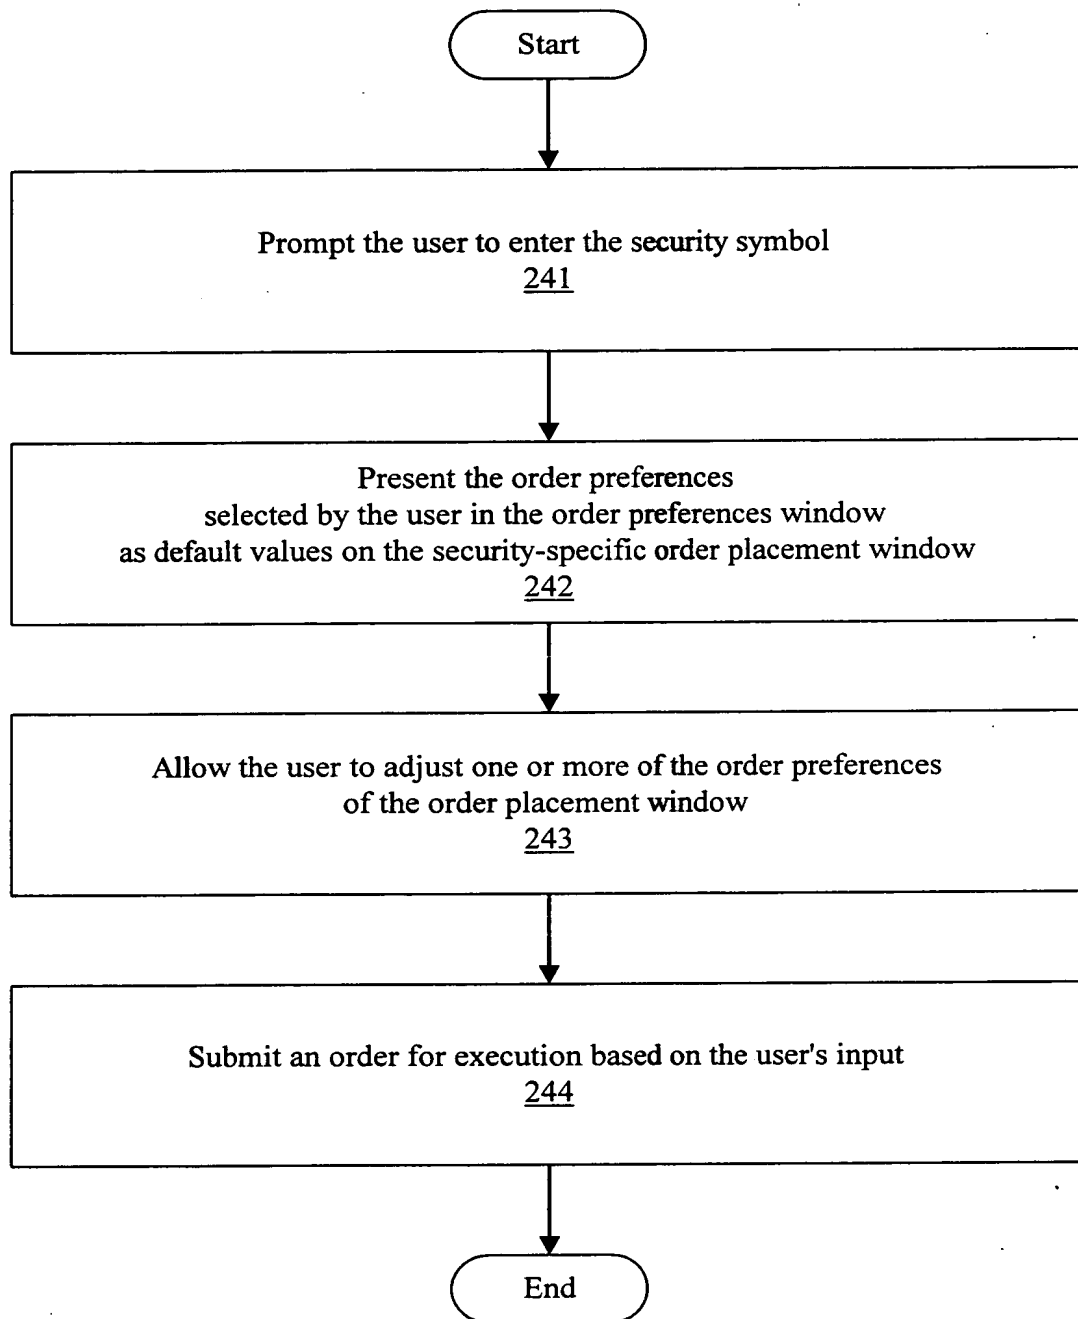 Start
Prompt the user to enter the security symbol
241
Present the order preferences
selected by the user in the order preferences window
as default values on the security-specific order placement window
242
Allow the user to adjust one or more of the order preferences
of the order placement window
243
Submit an order for execution based on the user's input
244
End